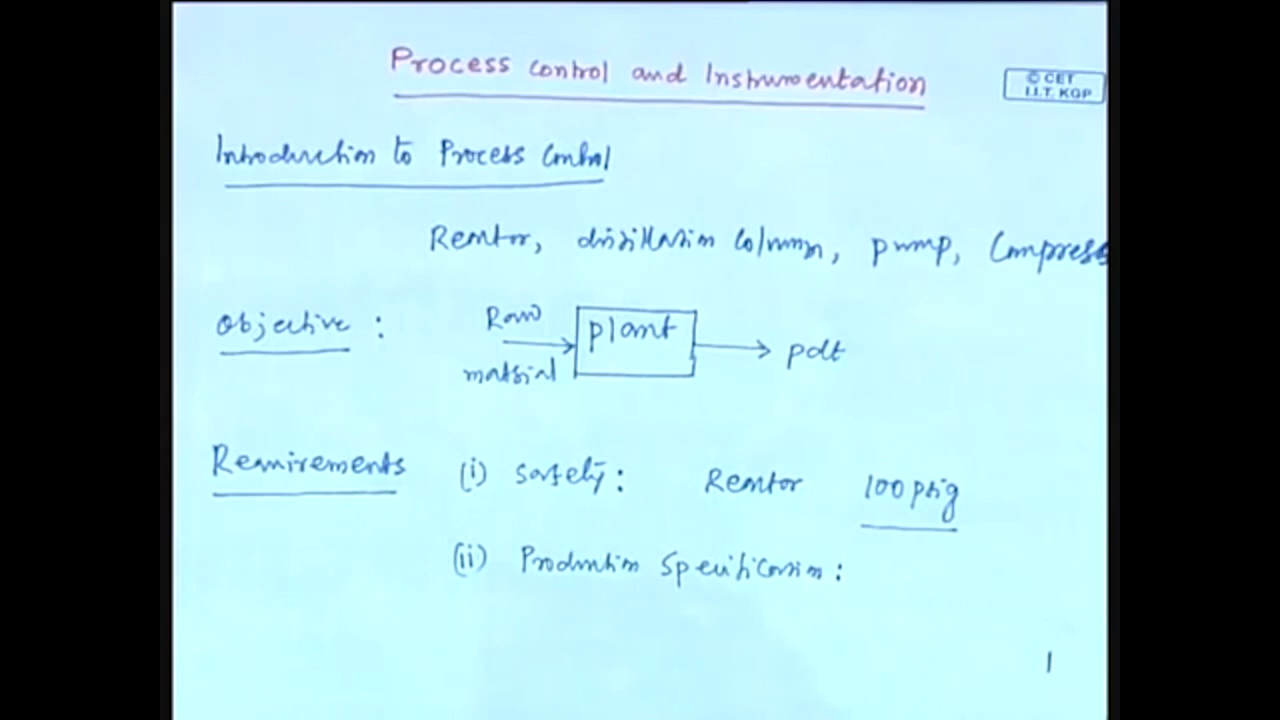 Process Control and Instrumentation
© CET
I.I.T. KGP
Introduction to Process Control
Reactor, distillation column, pump, Compress
Objective :
Raw
material
plant
pdt
Requirements
(i) Safety : Reactor 100 psig
(ii) Production Specification :
1